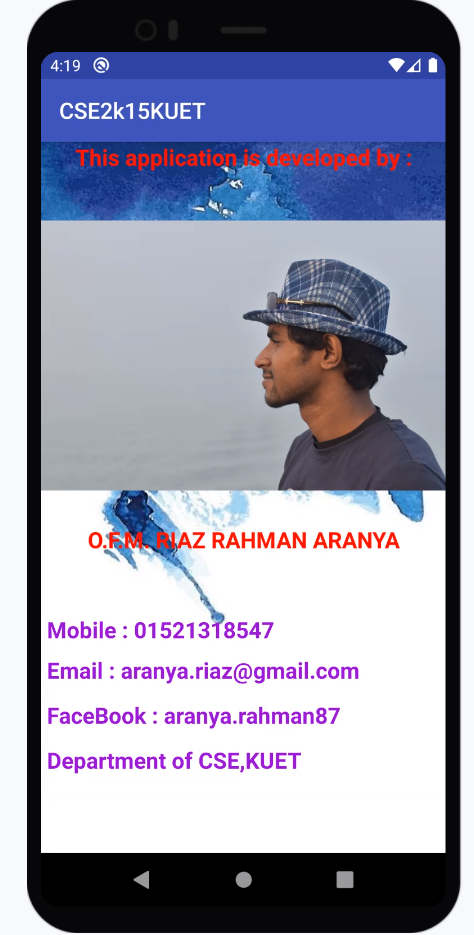 4:19
CSE2k15KUET
This application is developed by :
O.F.M. RIAZ RAHMAN ARANYA
Mobile : 01521318547
Email : aranya.riaz@gmail.com
FaceBook : aranya.rahman87
Department of CSE,KUET